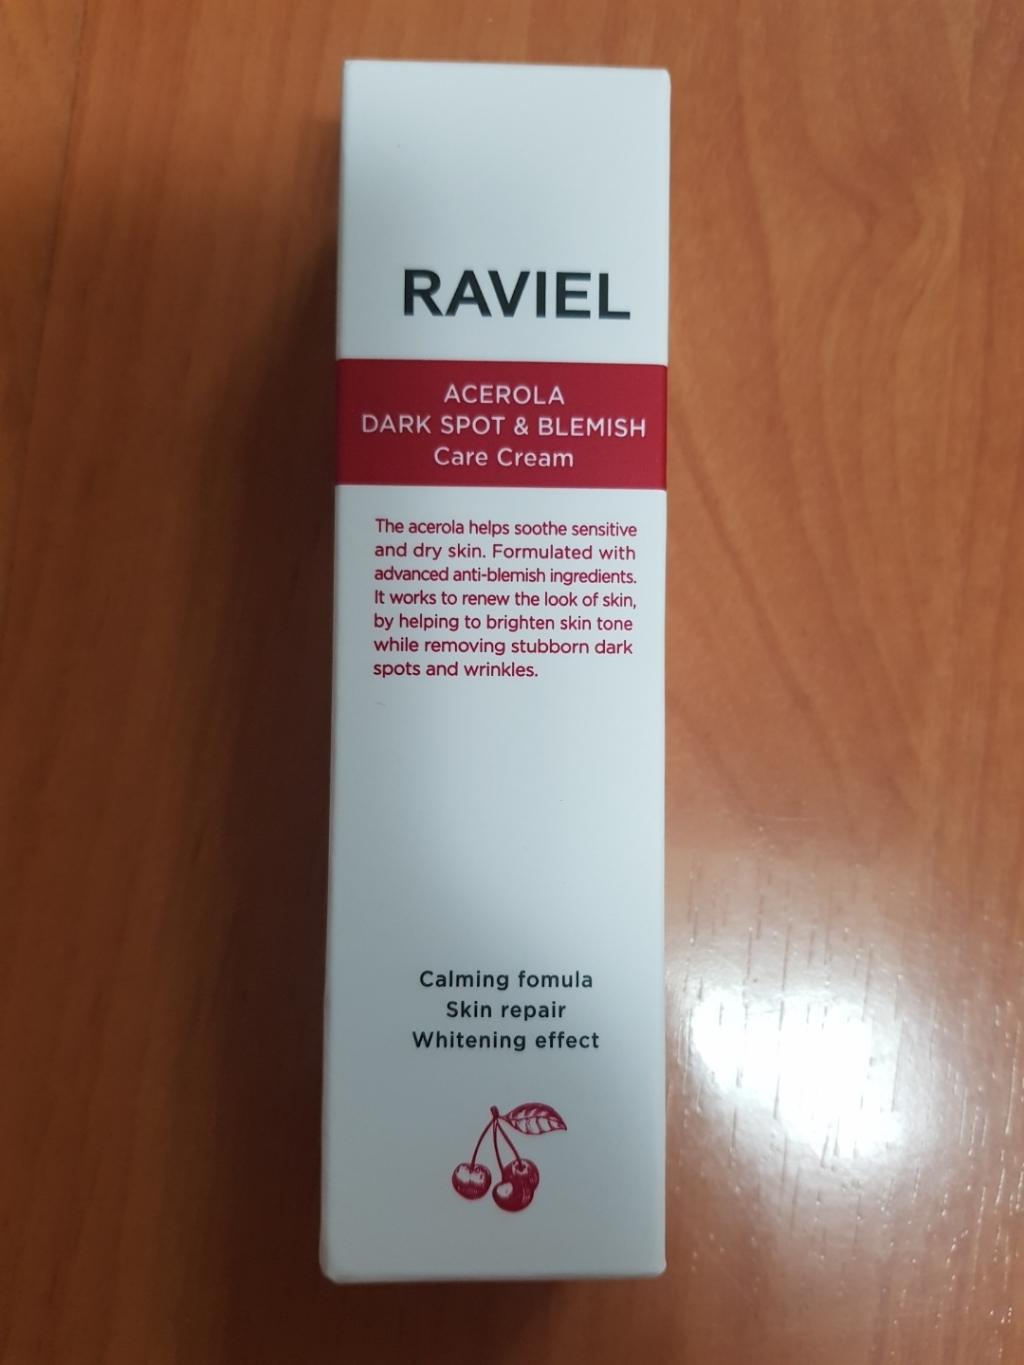 RAVIEL
ACEROLA
DARK SPOT & BLEMISH
Care Cream
The acerola helps soothe sensitive
and dry skin. Formulated with
advanced anti-blemish ingredients.
It works to renew the look of skin,
by helping to brighten skin tone
while removing stubborn dark
spots and wrinkles.
Calming fomula
Skin repair
Whitening effect